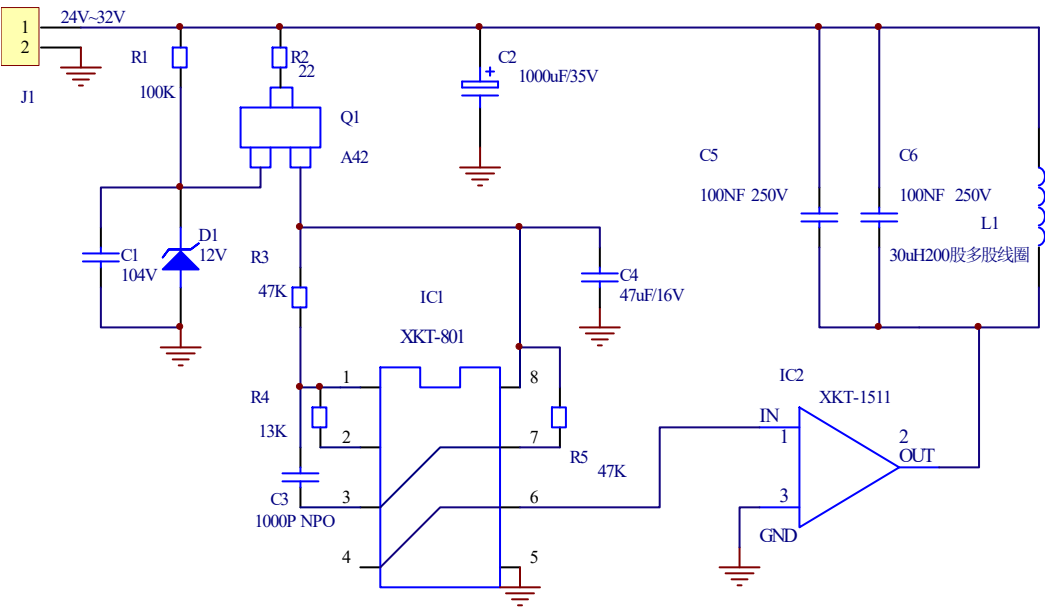 24V~32V
1
2
J1
R1
100K
R2
22
Q1
A42
C2
+
1000uF/35V
C5
100NF 250V
C6
100NF 250V
L1
30uH200股多股线圈
C1
104V
D1
12V
R3
47K
C4
47uF/16V
IC1
XKT-801
1
2
3
4
8
7
6
5
R4
13K
C3
1000P NPO
R5
47K
IC2
XKT-1511
IN
1
2
OUT
3
GND